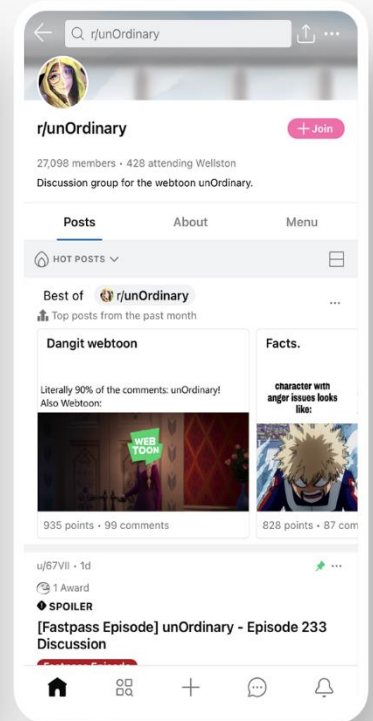 r/unOrdinary
r/unOrdinary
+ Join
27,098 members • 428 attending Wellston
Discussion group for the webtoon unOrdinary.
Posts About Menu
HOT POSTS
Best of r/unOrdinary
Top posts from the past month
Dangit webtoon
Literally 90% of the comments: unOrdinary!
Also Webtoon:
WEB
TOON
935 points • 99 comments
Facts.
character with
anger issues looks
like:
828 points • 87 com
u/67VII • 1d
1 Award
SPOILER
[Fastpass Episode] unOrdinary - Episode 233
Discussion
Fastpass Episode